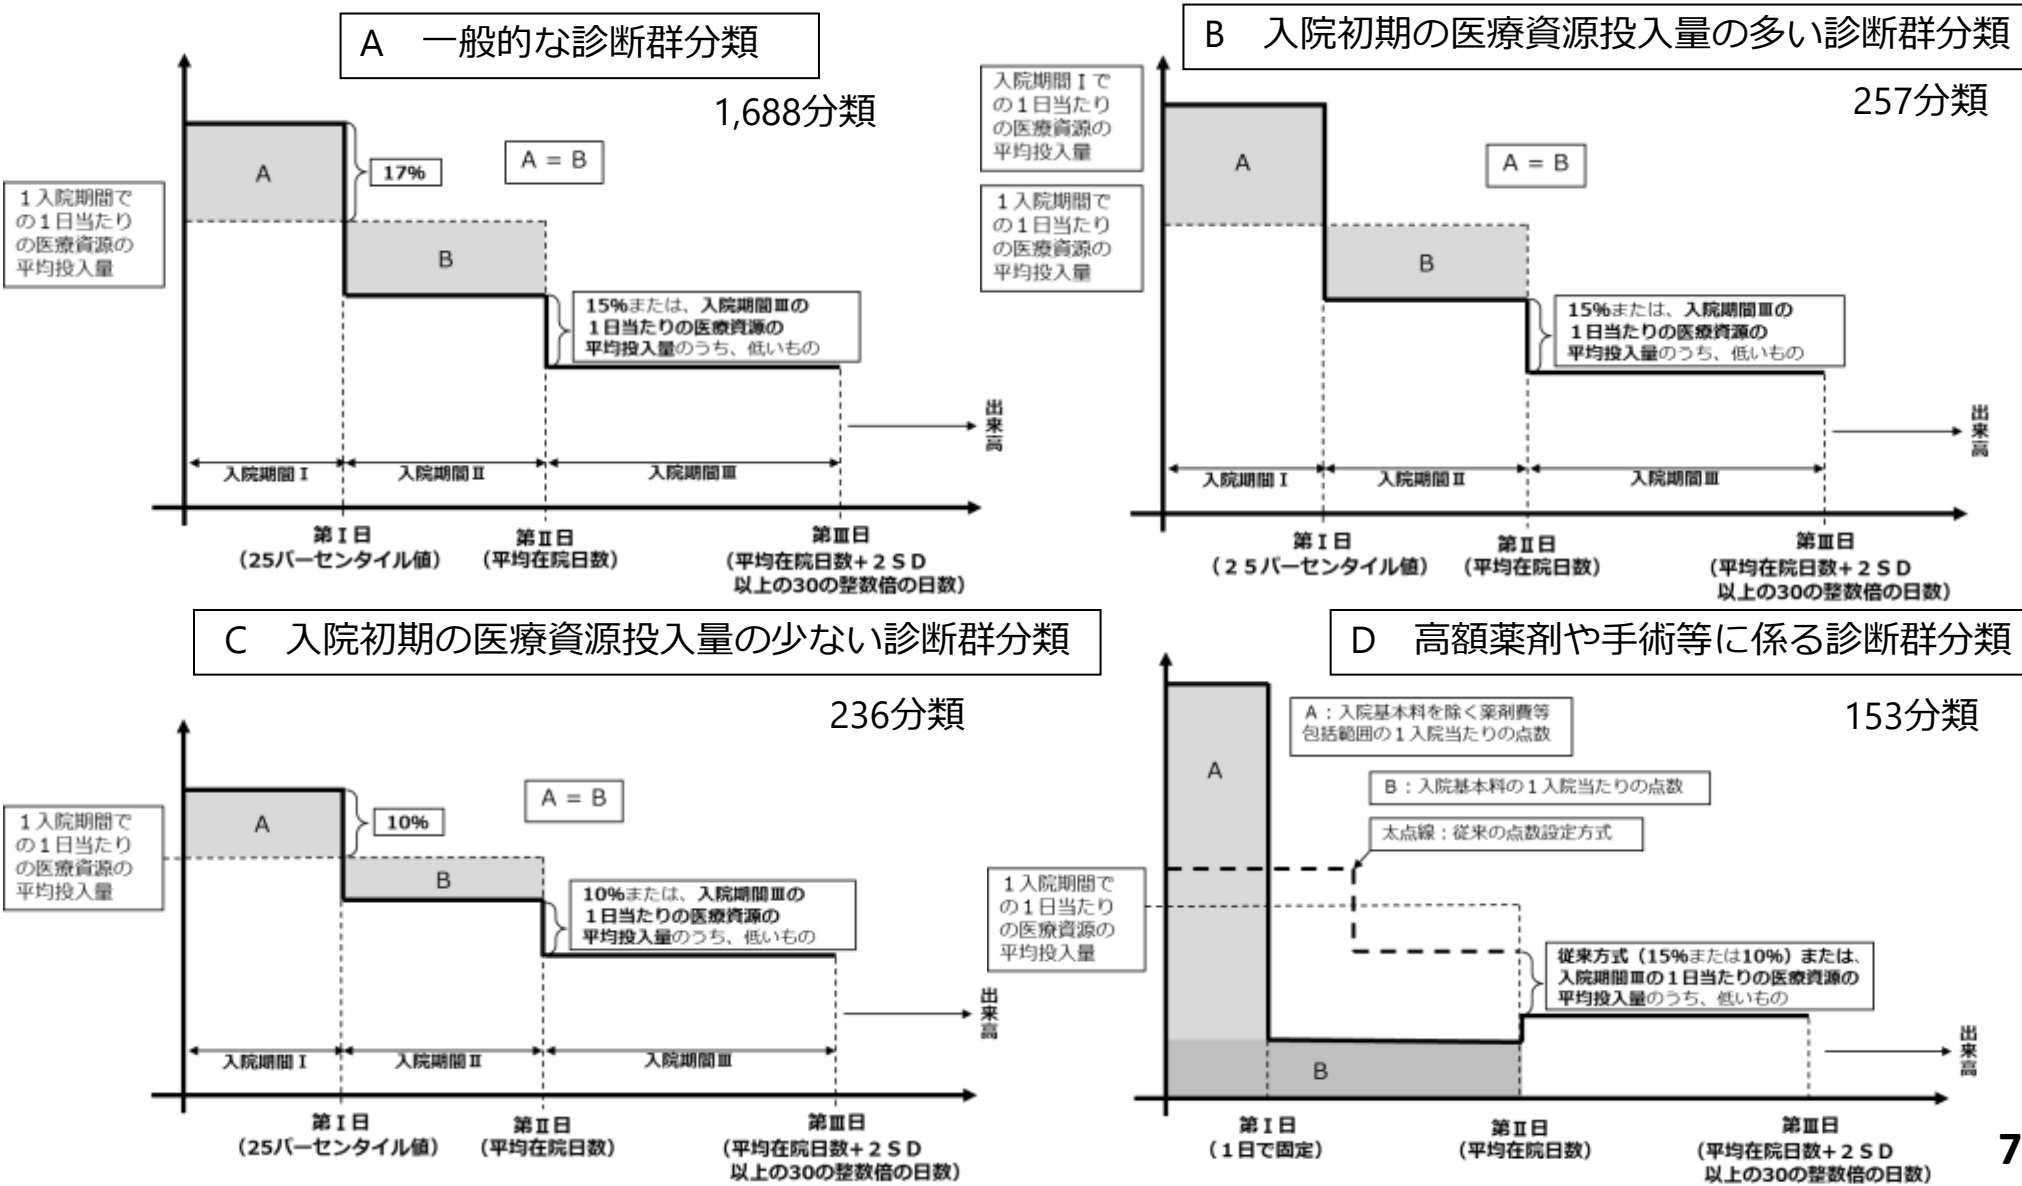 A　一般的な診断群分類
1,688分類
A
17%
A = B
1入院期間で
の1日当たり
の医療資源の
平均投入量
B
15%または、入院期間Ⅲの
1日当たりの医療資源の
平均投入量のうち、低いもの
出来高
入院期間Ⅰ
入院期間Ⅱ
入院期間Ⅲ
第Ⅰ日
(25パーセンタイル値)
第Ⅱ日
(平均在院日数)
第Ⅲ日
(平均在院日数+2SD
以上の30の整数倍の日数)
B　入院初期の医療資源投入量の多い診断群分類
257分類
入院期間Ⅰで
の1日当たり
の医療資源の
平均投入量
A
A = B
1入院期間で
の1日当たり
の医療資源の
平均投入量
B
15%または、入院期間Ⅲの
1日当たりの医療資源の
平均投入量のうち、低いもの
出来高
入院期間Ⅰ
入院期間Ⅱ
入院期間Ⅲ
第Ⅰ日
(25パーセンタイル値)
第Ⅱ日
(平均在院日数)
第Ⅲ日
(平均在院日数+2SD
以上の30の整数倍の日数)
C　入院初期の医療資源投入量の少ない診断群分類
236分類
A
10%
A = B
1入院期間で
の1日当たり
の医療資源の
平均投入量
B
10%または、入院期間Ⅲの
1日当たりの医療資源の
平均投入量のうち、低いもの
出来高
入院期間Ⅰ
入院期間Ⅱ
入院期間Ⅲ
第Ⅰ日
(25パーセンタイル値)
第Ⅱ日
(平均在院日数)
第Ⅲ日
(平均在院日数+2SD
以上の30の整数倍の日数)
D　高額薬剤や手術等に係る診断群分類
153分類
A：入院基本料を除く薬剤費等
包括範囲の1入院当たりの点数
A
B：入院基本料の1入院当たりの点数
太点線：従来の点数設定方式
1入院期間で
の1日当たり
の医療資源の
平均投入量
従来方式(15%または10%)または、
入院期間Ⅲの1日当たりの医療資源の
平均投入量のうち、低いもの
出来高
B
第Ⅰ日
(1日で固定)
第Ⅱ日
(平均在院日数)
第Ⅲ日
(平均在院日数+2SD
以上の30の整数倍の日数)
7